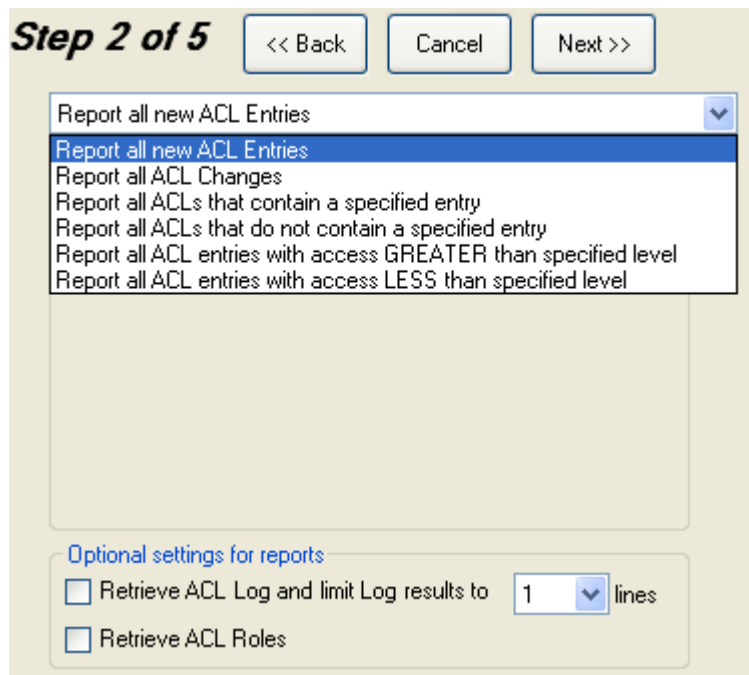 Step 2 of 5 << Back Cancel Next >>
Report all new ACL Entries
Report all new ACL Entries
Report all ACL Changes
Report all ACLs that contain a specified entry
Report all ACLs that do not contain a specified entry
Report all ACL entries with access GREATER than specified level
Report all ACL entries with access LESS than specified level
Optional settings for reports
Retrieve ACL Log and limit Log results to 1 lines
Retrieve ACL Roles